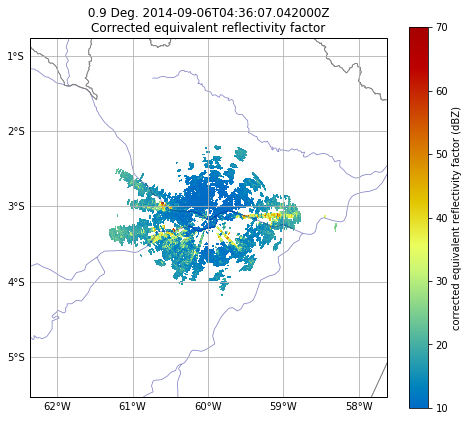 0.9 Deg. 2014-09-06T04:36:07.042000Z
Corrected equivalent reflectivity factor
1°S
2°S
3°S
4°S
5°S
62°W
61°W
60°W
59°W
58°W
70
60
50
40
30
20
10
corrected equivalent reflectivity factor (dBZ)